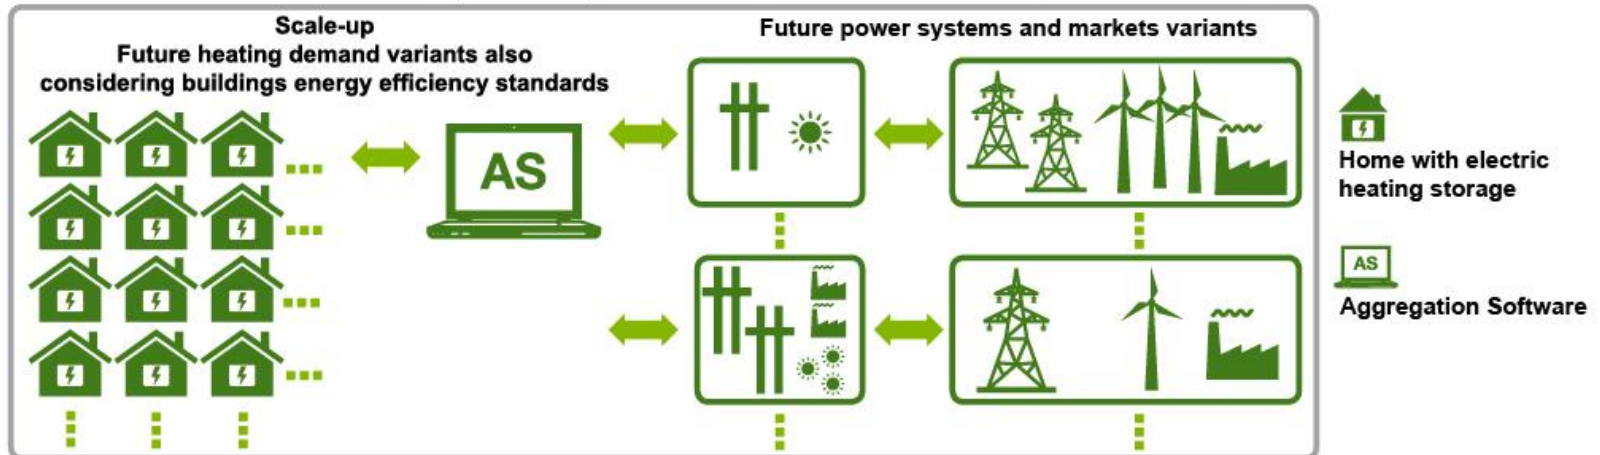 Scale-up
Future heating demand variants also
considering buildings energy efficiency standards
Future power systems and markets variants
AS
Home with electric
heating storage
AS
Aggregation Software